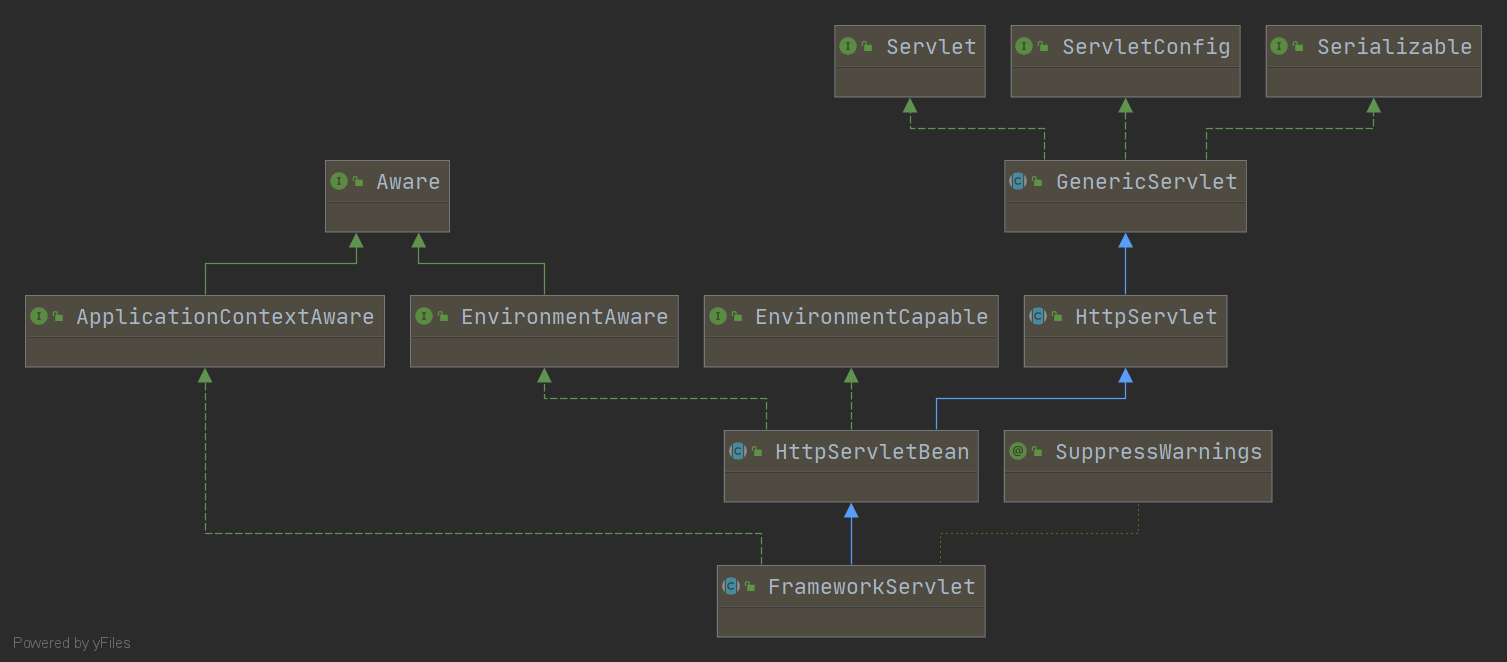 Servlet
ServletConfig
Serializable
Aware
GenericServlet
ApplicationContextAware
EnvironmentAware
EnvironmentCapable
HttpServlet
HttpServletBean
SuppressWarnings
FrameworkServlet
Powered by yFiles